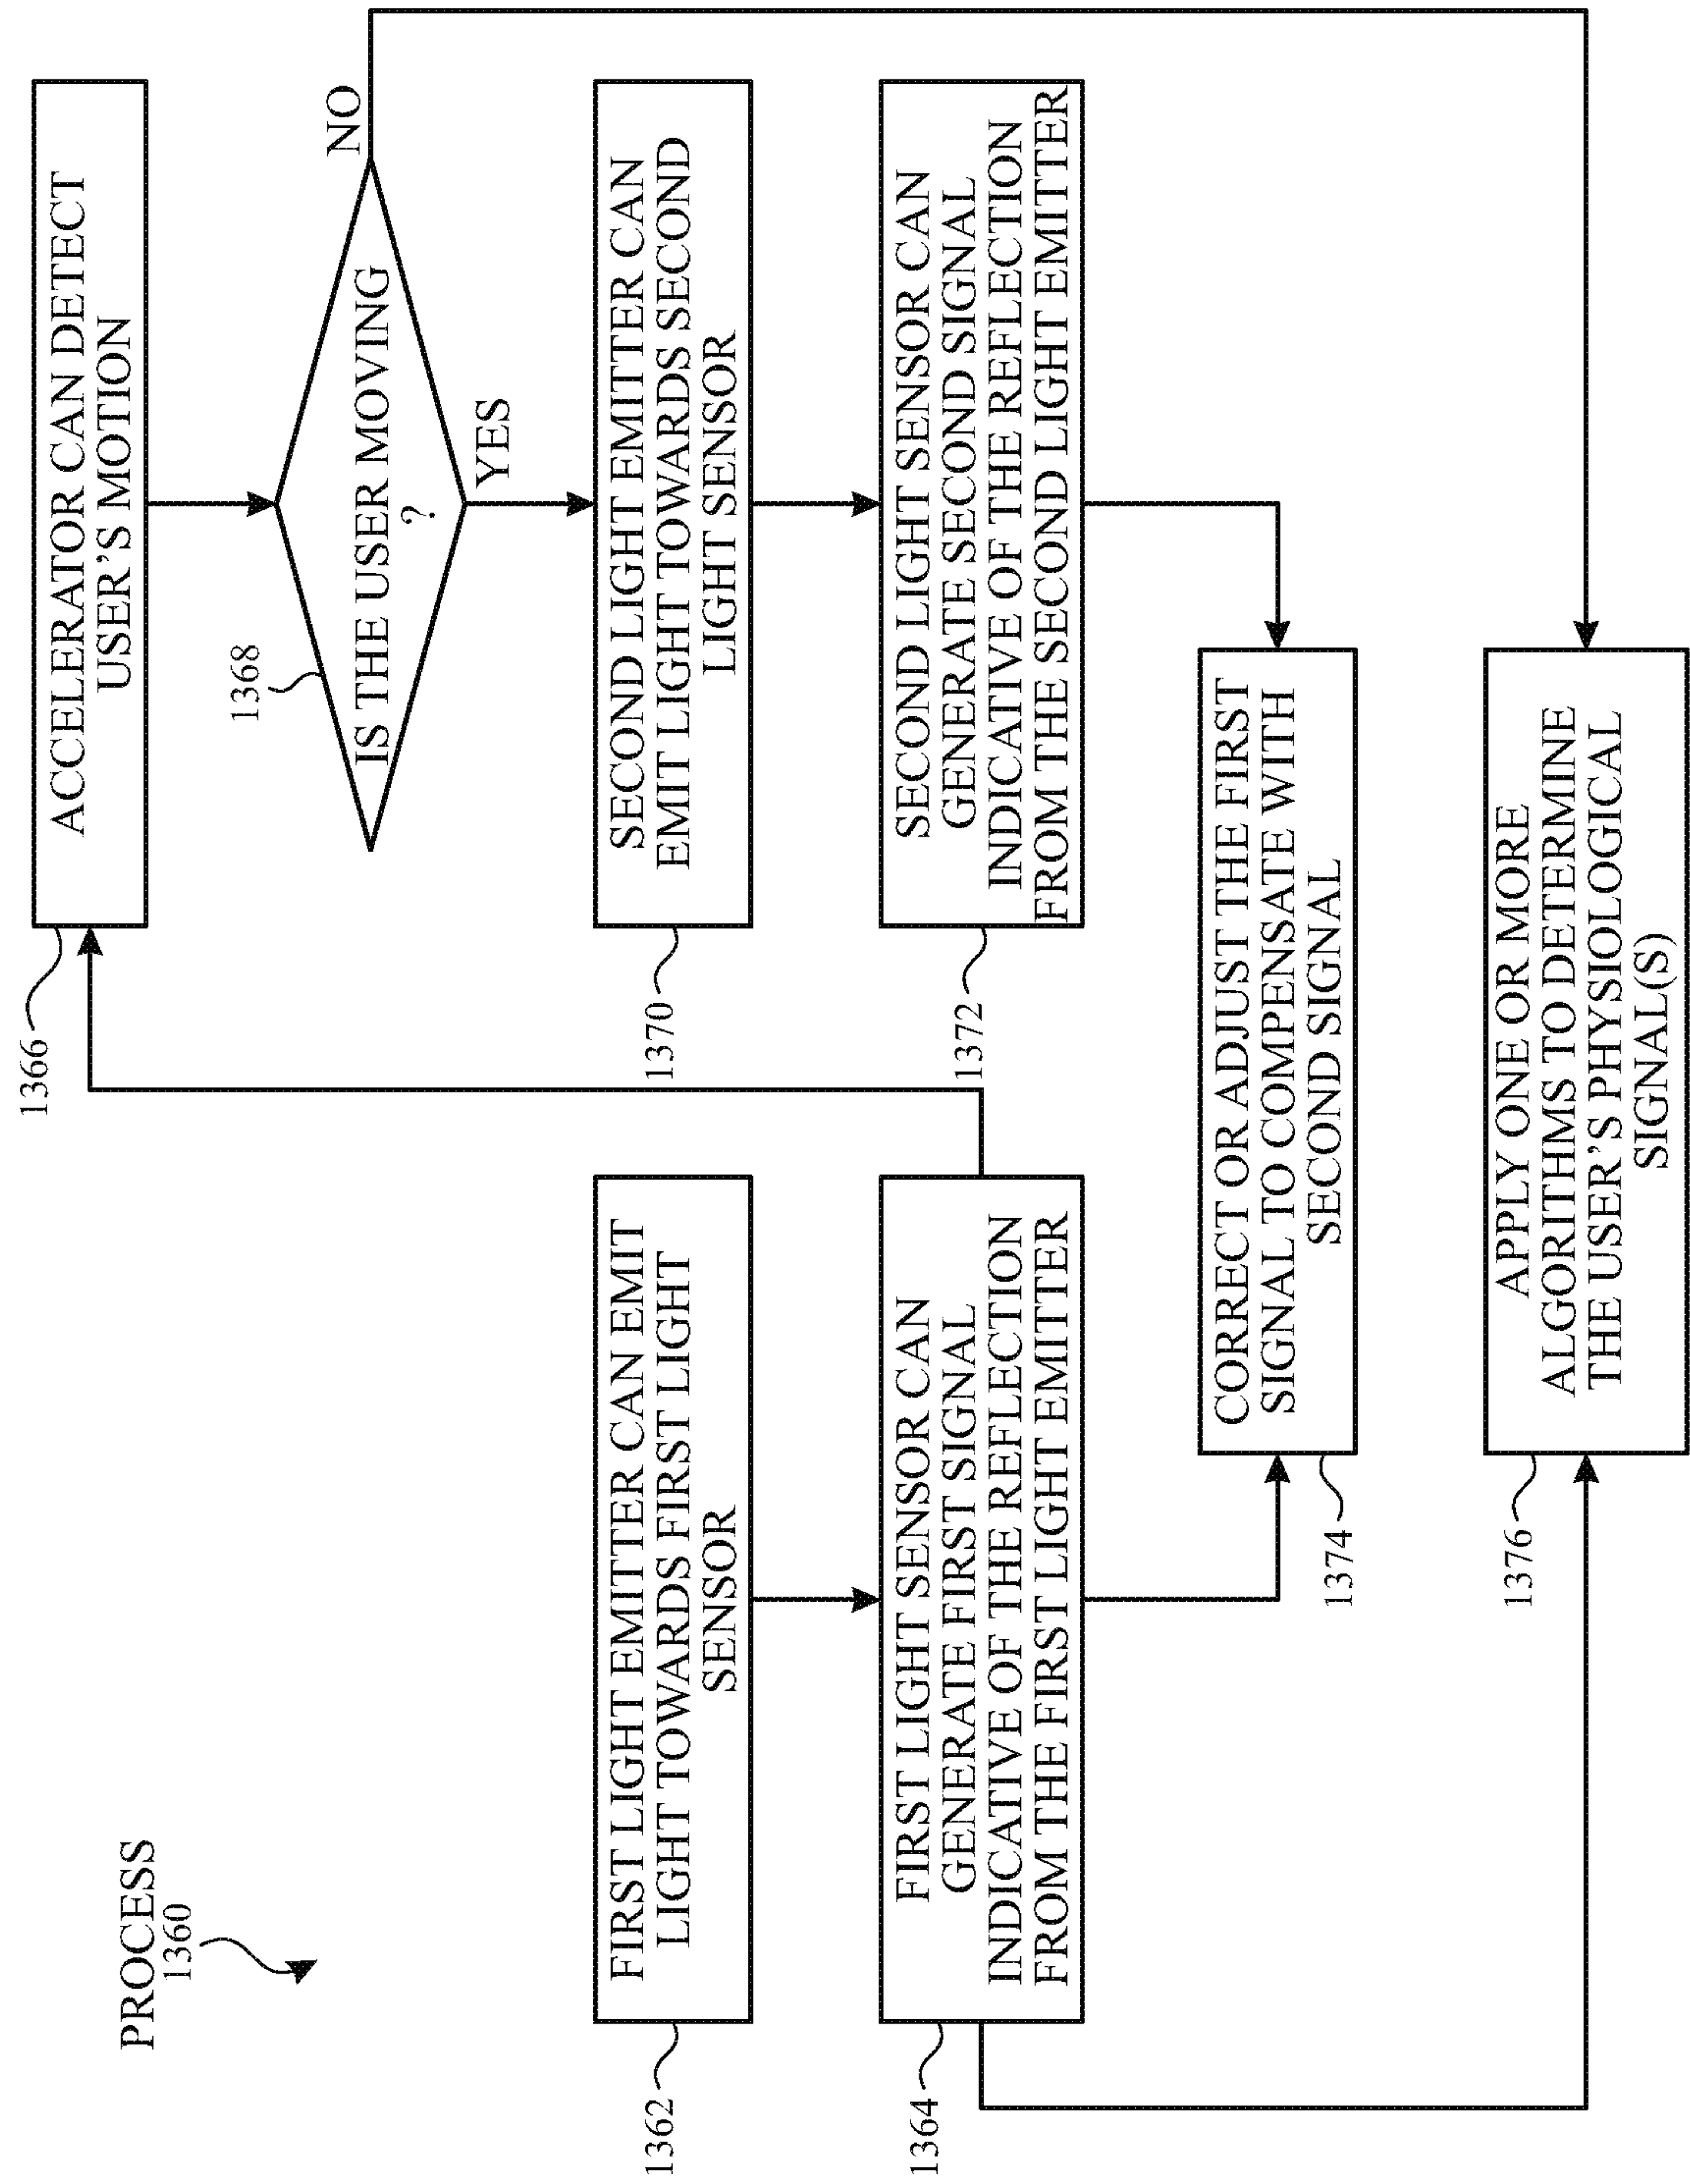 PROCESS
1360
1362
FIRST LIGHT EMITTER CAN EMIT
LIGHT TOWARDS FIRST LIGHT
SENSOR
1364
FIRST LIGHT SENSOR CAN
GENERATE FIRST SIGNAL
INDICATIVE OF THE REFLECTION
FROM THE FIRST LIGHT EMITTER
1366
ACCELERATOR CAN DETECT
USER'S MOTION
1368
IS THE USER MOVING
?
NO
YES
1370
SECOND LIGHT EMITTER CAN
EMIT LIGHT TOWARDS SECOND
LIGHT SENSOR
1372
SECOND LIGHT SENSOR CAN
GENERATE SECOND SIGNAL
INDICATIVE OF THE REFLECTION
FROM THE SECOND LIGHT EMITTER
1374
CORRECT OR ADJUST THE FIRST
SIGNAL TO COMPENSATE WITH
SECOND SIGNAL
1376
APPLY ONE OR MORE
ALGORITHMS TO DETERMINE
THE USER'S PHYSIOLOGICAL
SIGNAL(S)